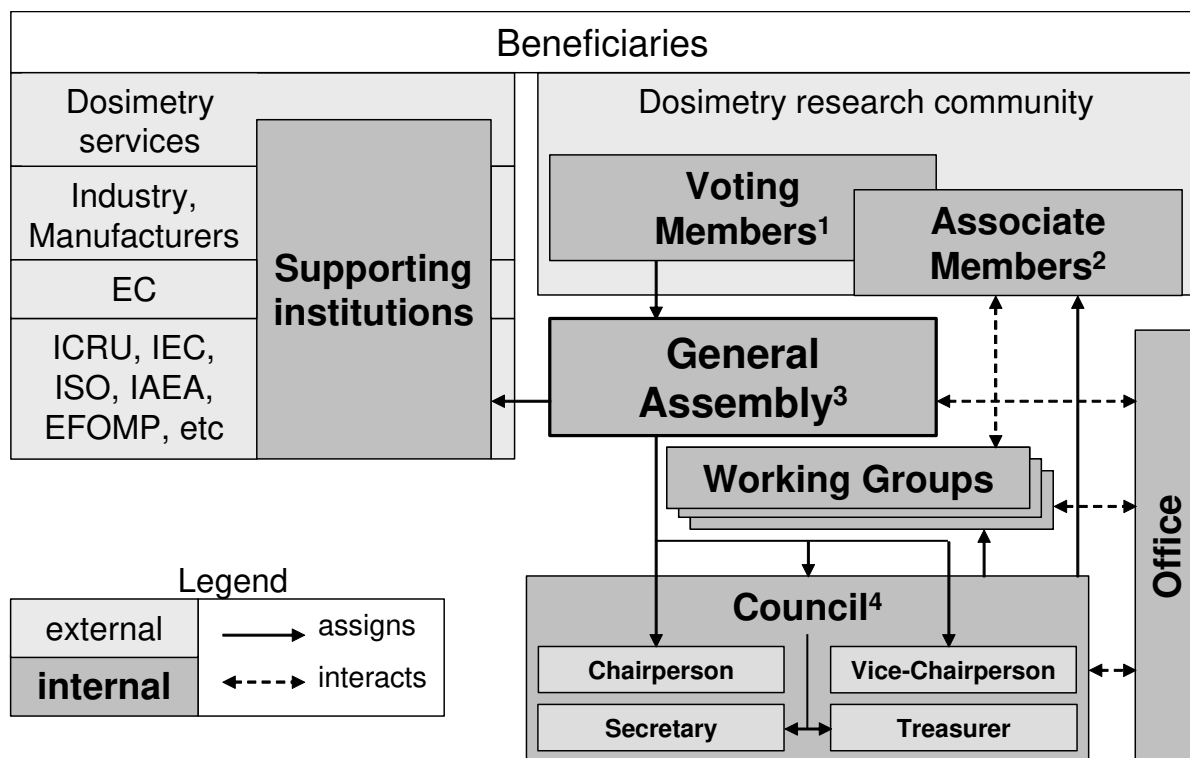 Beneficiaries
Dosimetry
services
Industry,
Manufacturers
EC
ICRU, IEC,
ISO, IAEA,
EFOMP, etc
Supporting
institutions
Dosimetry research community
Voting
Members¹
Associate
Members²
General
Assembly³
Working Groups
Office
Council⁴
Chairperson
Vice-Chairperson
Secretary
Treasurer
Legend
external
internal
assigns
interacts